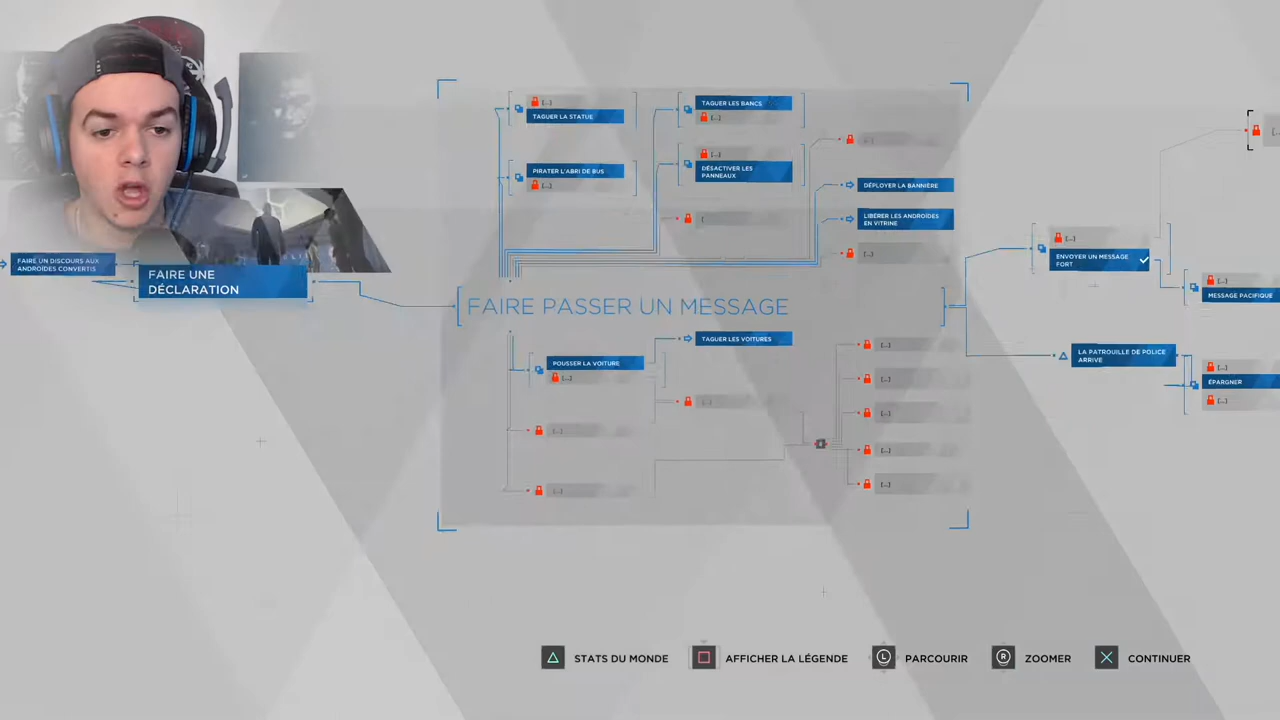 [...]
TAGUER LA STATUE
PIRATER L'ABRI DE BUS
[...]
TAGUER LES BANCS
[...]
[...]
DÉSACTIVER LES
PANNEAUX
DÉPLOYER LA BANNIÈRE
LIBÉRER LES ANDROÏDES
EN VITRINE
[...]
FAIRE UN DISCOURS AUX
ANDROÏDES CONVERTIS
FAIRE UNE
DÉCLARATION
FAIRE PASSER UN MESSAGE
TAGUER LES VOITURES
POUSSER LA VOITURE
[...]
[...]
[...]
[...]
[...]
[...]
[...]
[...]
[...]
[...]
ENVOYER UN MESSAGE
FORT
[...]
MESSAGE PACIFIQUE
LA PATROUILLE DE POLICE
ARRIVE
[...]
ÉPARGNER
[...]
STATS DU MONDE
AFFICHER LA LÉGENDE
L
PARCOURIR
R
ZOOMER
CONTINUER